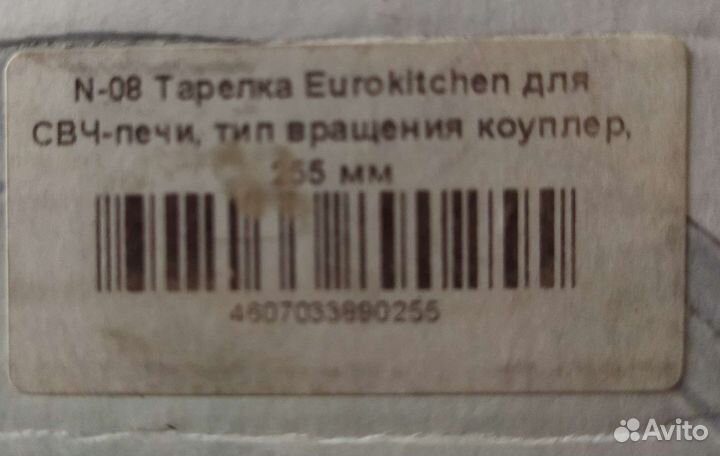 N-08 Тарелка Eurokitchen для
СВЧ-печи, тип вращения коуплер,
255 мм
4607033890255
Avito